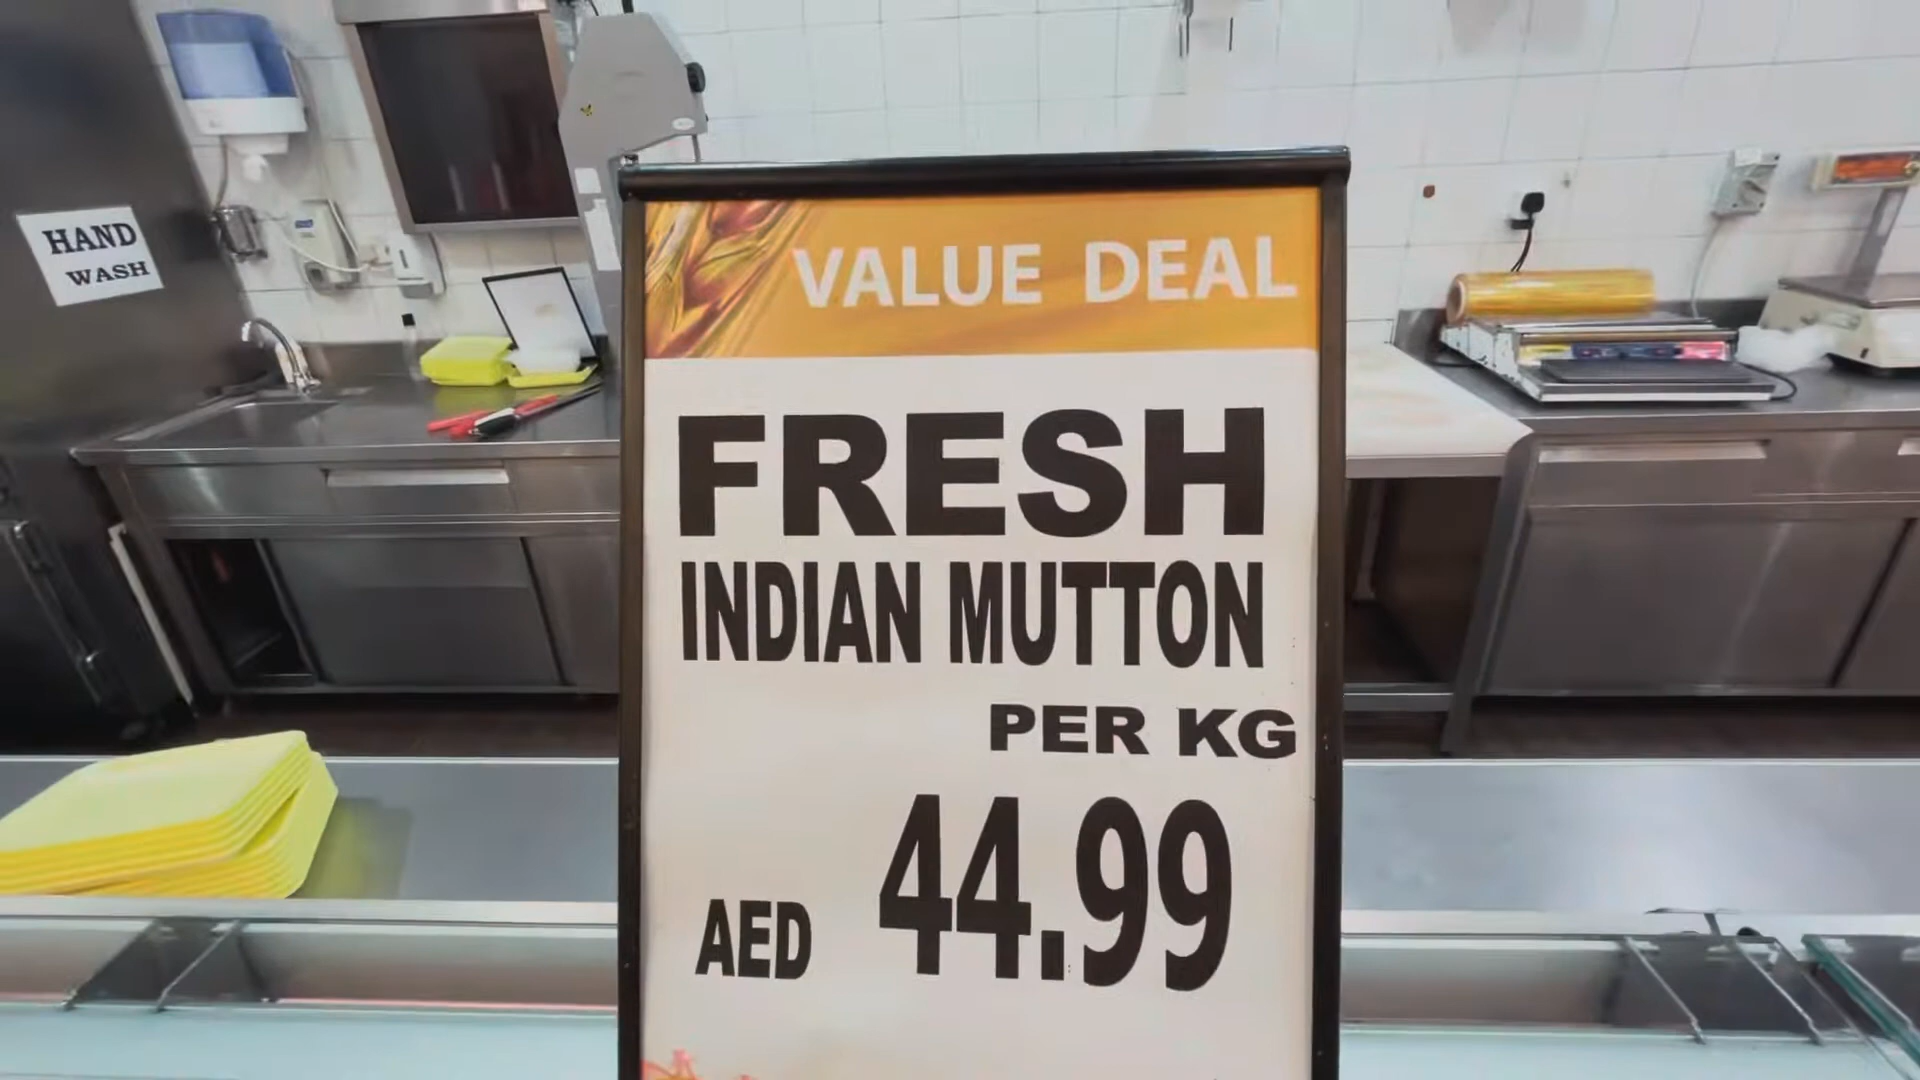 HAND
WASH
VALUE DEAL
FRESH
INDIAN MUTTON
PER KG
AED 44.99